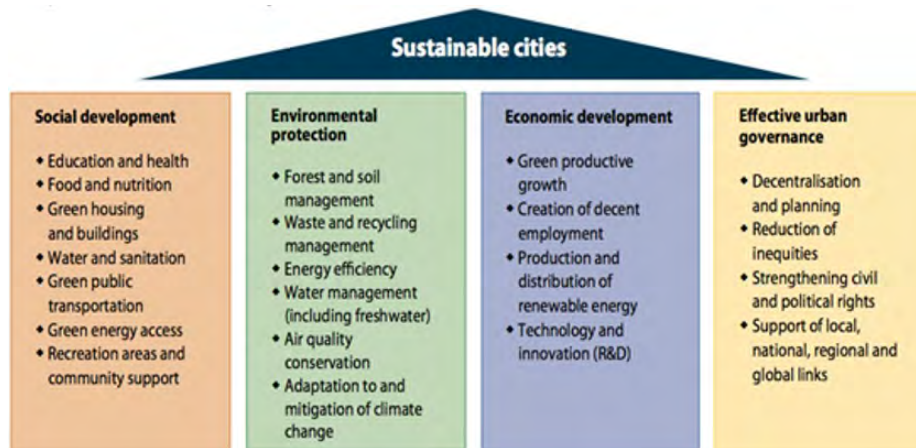 Sustainable cities
Social development
◆ Education and health
◆ Food and nutrition
◆ Green housing
and buildings
◆ Water and sanitation
◆ Green public
transportation
◆ Green energy access
◆ Recreation areas and
community support
Environmental
protection
◆ Forest and soil
management
◆ Waste and recycling
management
◆ Energy efficiency
◆ Water management
(including freshwater)
◆ Air quality
conservation
◆ Adaptation to and
mitigation of climate
change
Economic development
◆ Green productive
growth
◆ Creation of decent
employment
◆ Production and
distribution of
renewable energy
◆ Technology and
innovation (R&D)
Effective urban
governance
◆ Decentralisation
and planning
◆ Reduction of
inequities
◆ Strengthening civil
and political rights
◆ Support of local,
national, regional and
global links